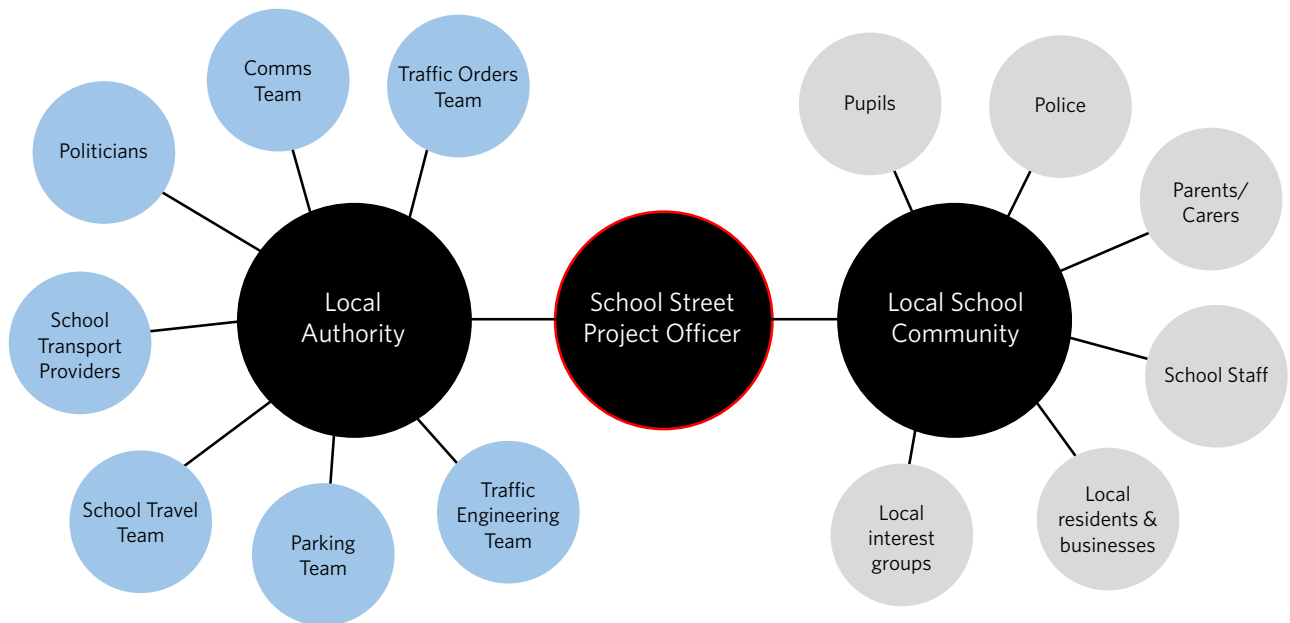 Comms
Team
Traffic Orders
Team
Politicians
School
Transport
Providers
School Travel
Team
Parking
Team
Traffic
Engineering
Team
Local
Authority
School Street
Project Officer
Local School
Community
Pupils
Police
Parents/
Carers
School Staff
Local
residents &
businesses
Local
interest
groups